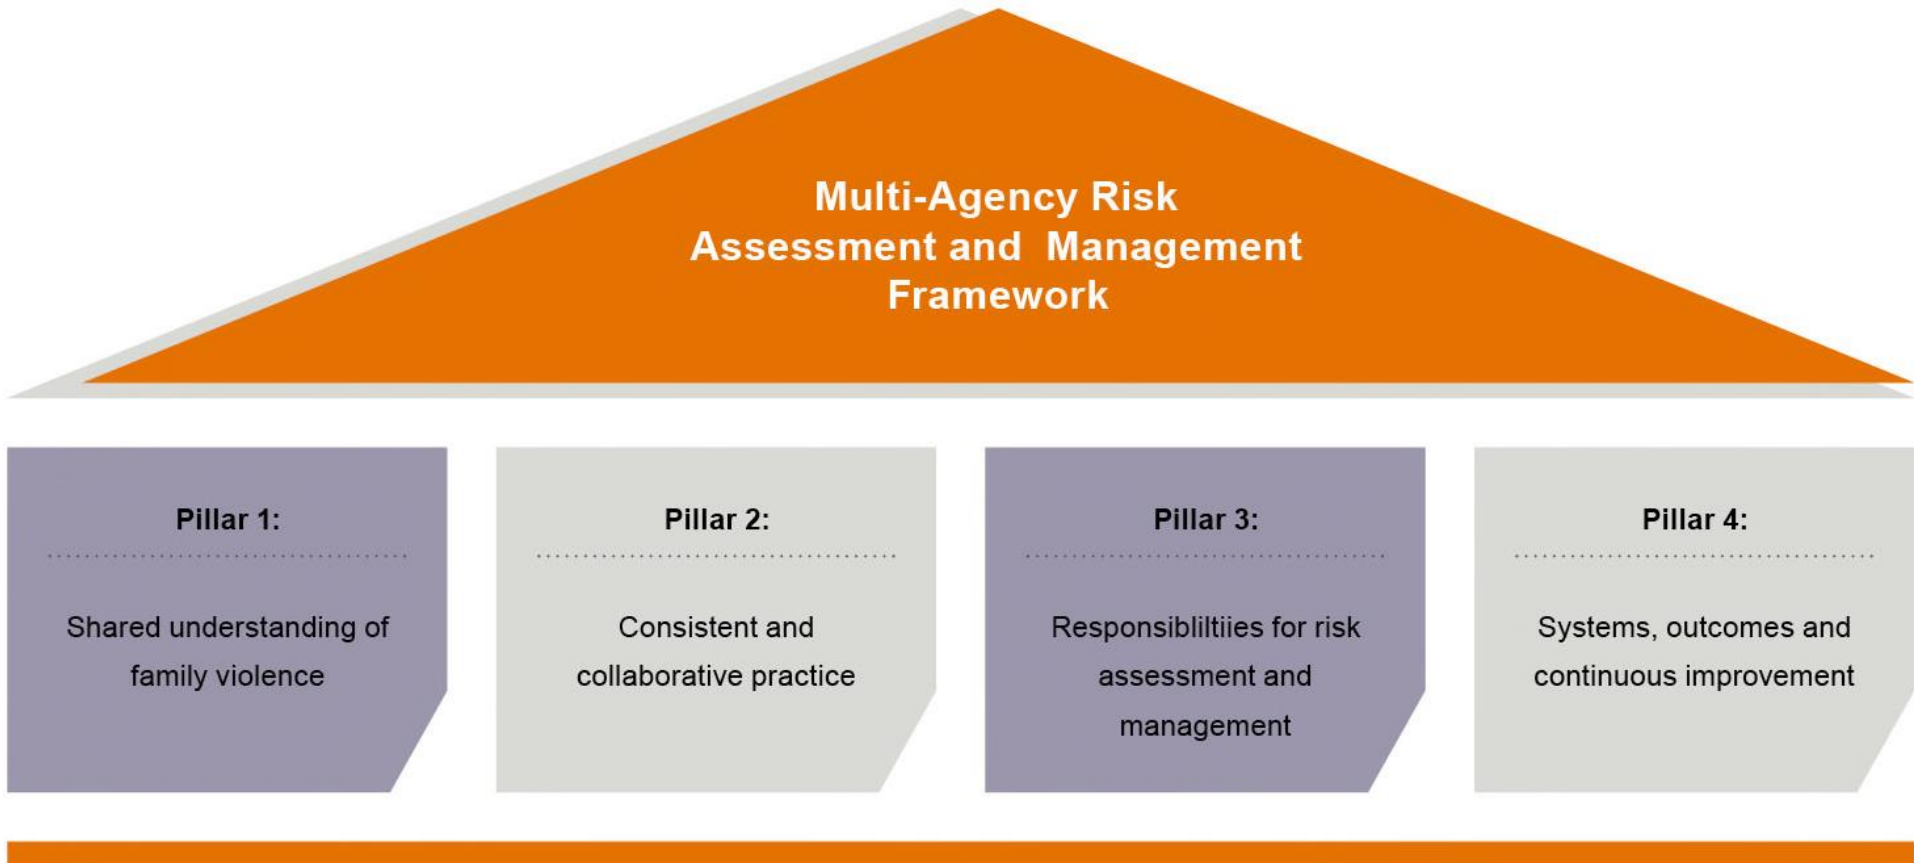 Multi-Agency Risk
Assessment and  Management
Framework
Pillar 1:
Shared understanding of
family violence
Pillar 2:
Consistent and
collaborative practice
Pillar 3:
Responsibliltiies for risk
assessment and
management
Pillar 4:
Systems, outcomes and
continuous improvement